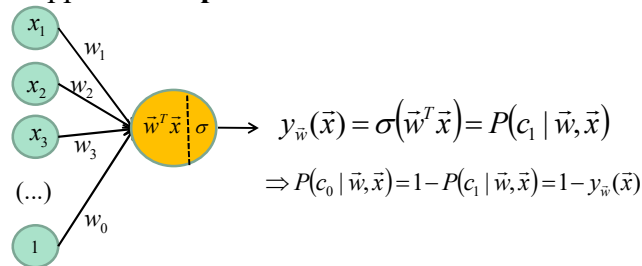 x₁
w₁
x₂
w₂
x₃
w₃
(...)
1
w₀
w⃗ᵀx⃗ σ
y_w⃗(x⃗) = σ(w⃗ᵀx⃗) = P(c₁ | w⃗, x⃗)
⇒ P(c₀ | w⃗, x⃗) = 1 − P(c₁ | w⃗, x⃗) = 1 − y_w⃗(x⃗)